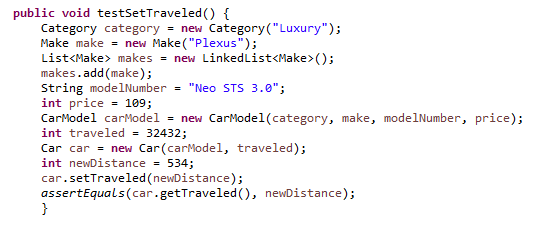 public void testSetTraveled() {
Category category = new Category("Luxury");
Make make = new Make("Plexus");
List<Make> makes = new LinkedList<Make>();
makes.add(make);
String modelNumber = "Neo STS 3.0";
int price = 109;
CarModel carModel = new CarModel(category, make, modelNumber, price);
int traveled = 32432;
Car car = new Car(carModel, traveled);
int newDistance = 534;
car.setTraveled(newDistance);
assertEquals(car.getTraveled(), newDistance);
}